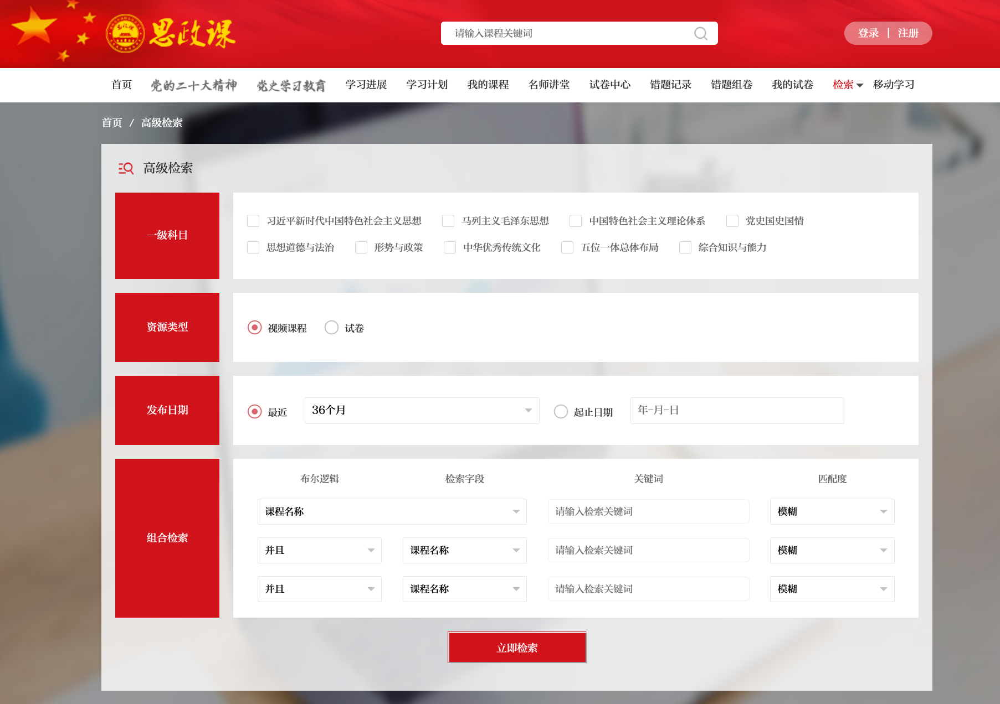 思政课
请输入课程关键词
登录 | 注册
首页 党的二十大精神 党史学习教育 学习进展 学习计划 我的课程 名师讲堂 试卷中心 错题记录 错题组卷 我的试卷 检索 移动学习
首页 / 高级检索
高级检索
一级科目
习近平新时代中国特色社会主义思想 马列主义毛泽东思想 中国特色社会主义理论体系 党史国史国情
思想道德与法治 形势与政策 中华优秀传统文化 五位一体总体布局 综合知识与能力
资源类型
视频课程 试卷
发布日期
最近 36个月 起止日期 年-月-日
组合检索
布尔逻辑 检索字段 关键词 匹配度
课程名称 请输入检索关键词 模糊
并且 课程名称 请输入检索关键词 模糊
并且 课程名称 请输入检索关键词 模糊
立即检索